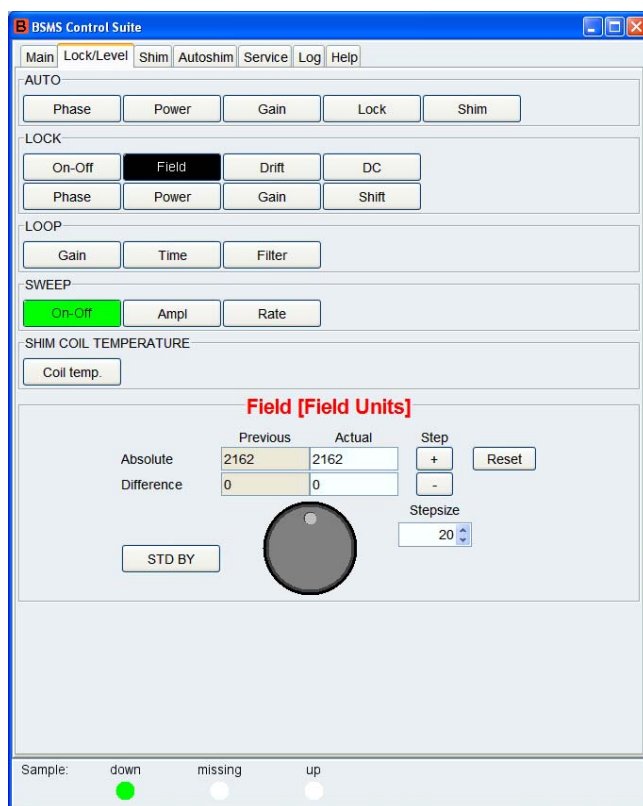 B BSMS Control Suite
Main Lock/Level Shim Autoshim Service Log Help
AUTO
Phase Power Gain Lock Shim
LOCK
On-Off Field Drift DC
Phase Power Gain Shift
LOOP
Gain Time Filter
SWEEP
On-Off Ampl Rate
SHIM COIL TEMPERATURE
Coil temp.
Field [Field Units]
Previous Actual Step
Absolute 2162 2162 + Reset
Difference 0 0 -
Stepsize
20
STD BY
Sample: down missing up